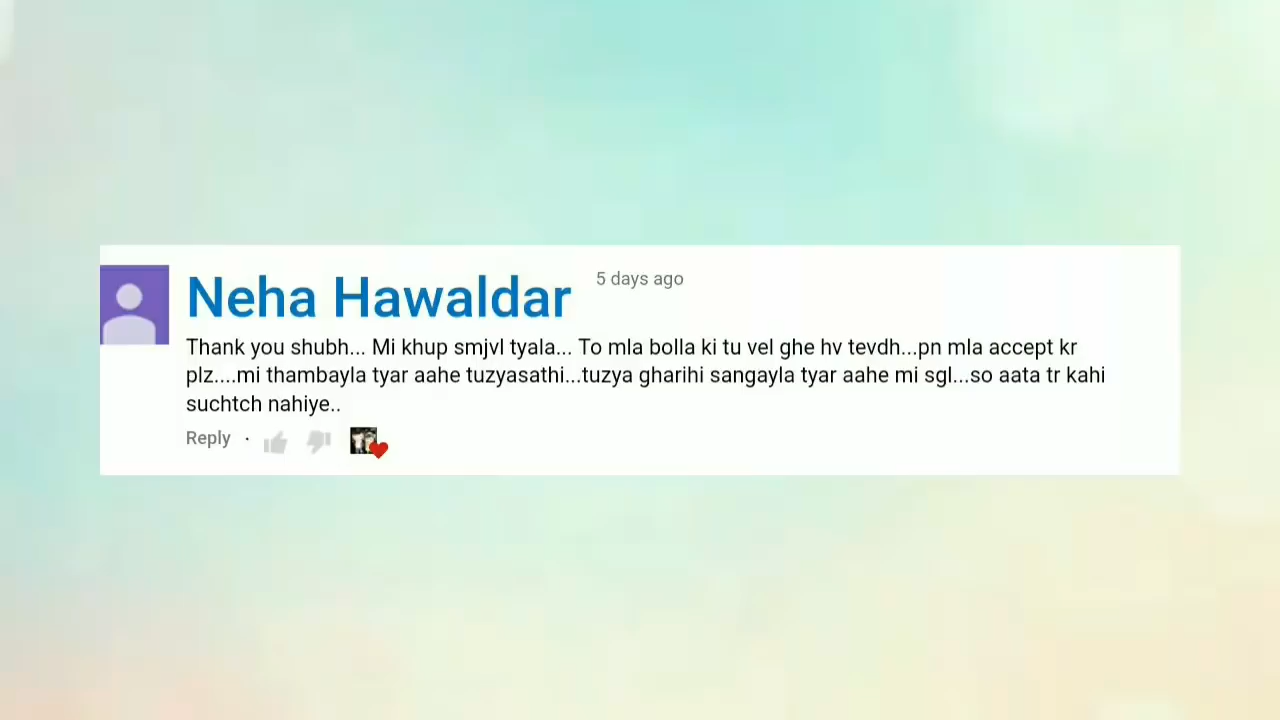 Neha Hawaldar 5 days ago
Thank you shubh... Mi khup smjvl tyala... To mla bolla ki tu vel ghe hv tevdh...pn mla accept kr
plz....mi thambayla tyar aahe tuzyasathi...tuzya gharihi sangayla tyar aahe mi sgl...so aata tr kahi
suchtch nahiye..
Reply ·